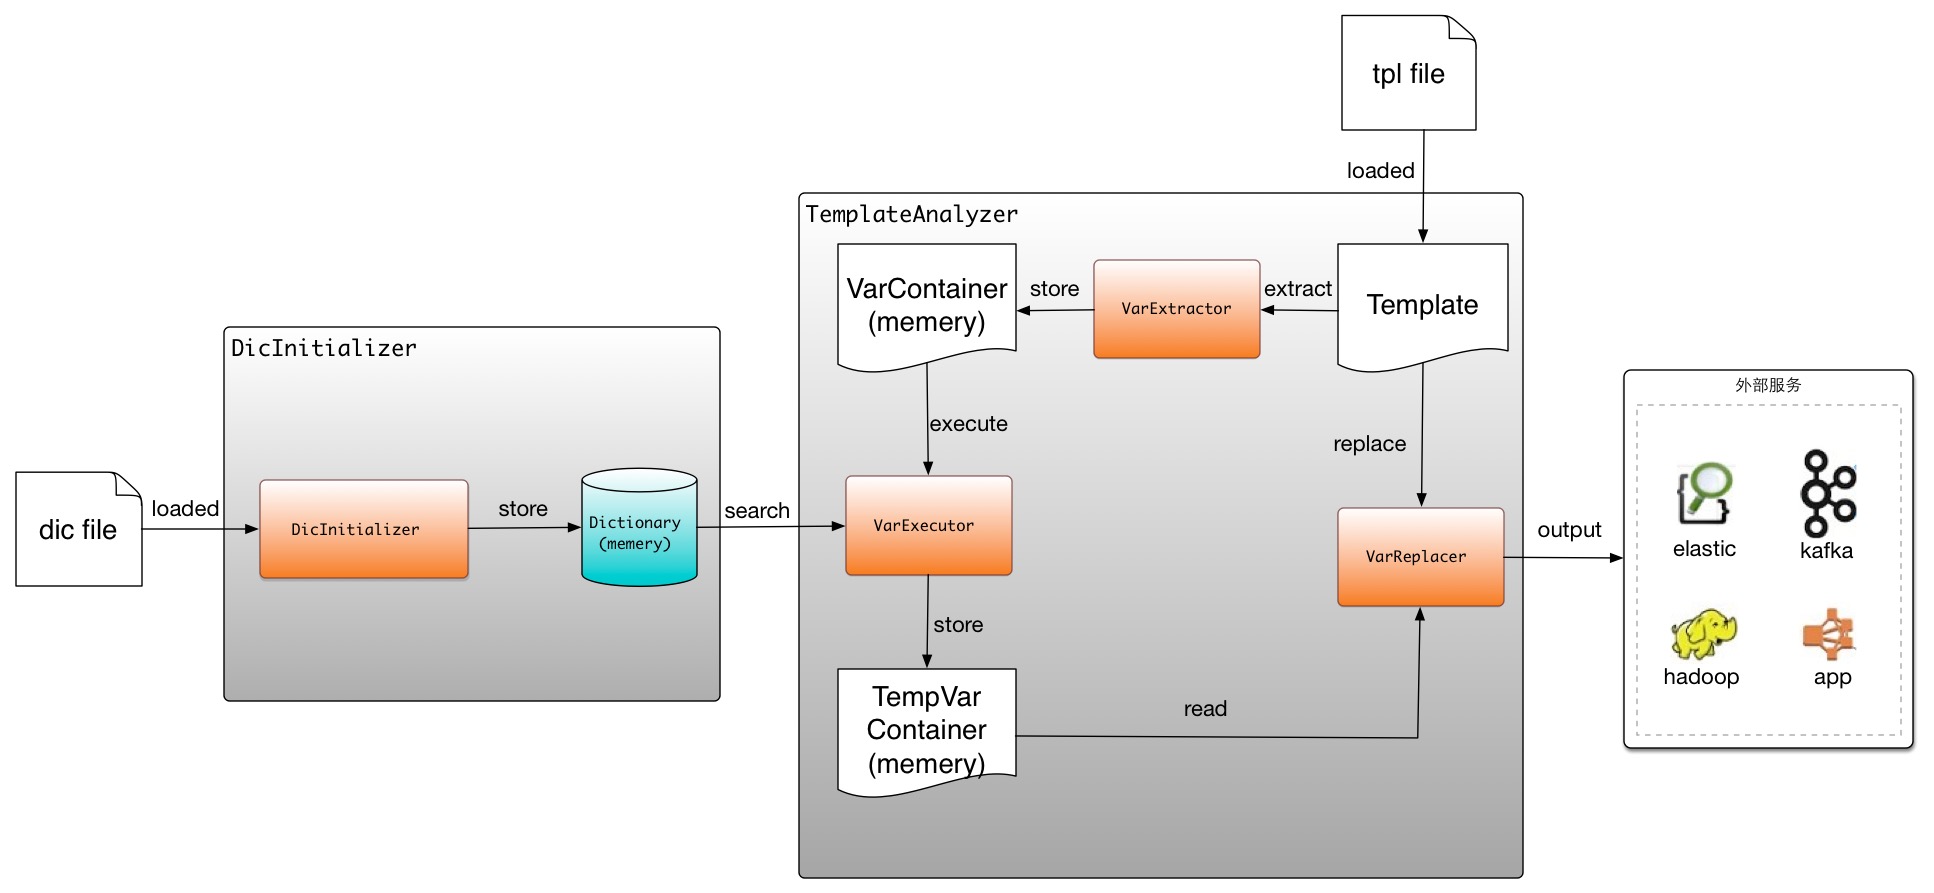 tpl file
loaded
TemplateAnalyzer
VarContainer
(memery)
store
VarExtractor
extract
Template
DicInitializer
外部服务
execute
replace
dic file
loaded
DicInitializer
store
Dictionary
(memery)
search
VarExecutor
VarReplacer
output
elastic
kafka
store
hadoop
app
TempVar
Container
(memery)
read